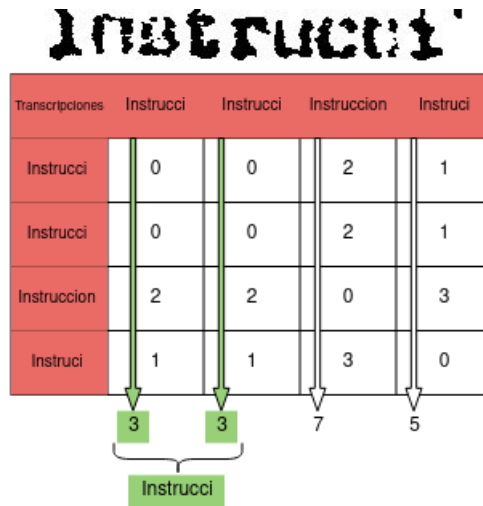 Instrucci
Transcripciones Instrucci Instrucci Instruccion Instruci
Instrucci 0 0 2 1
Instrucci 0 0 2 1
Instruccion 2 2 0 3
Instruci 1 1 3 0
3 3 7 5
Instrucci